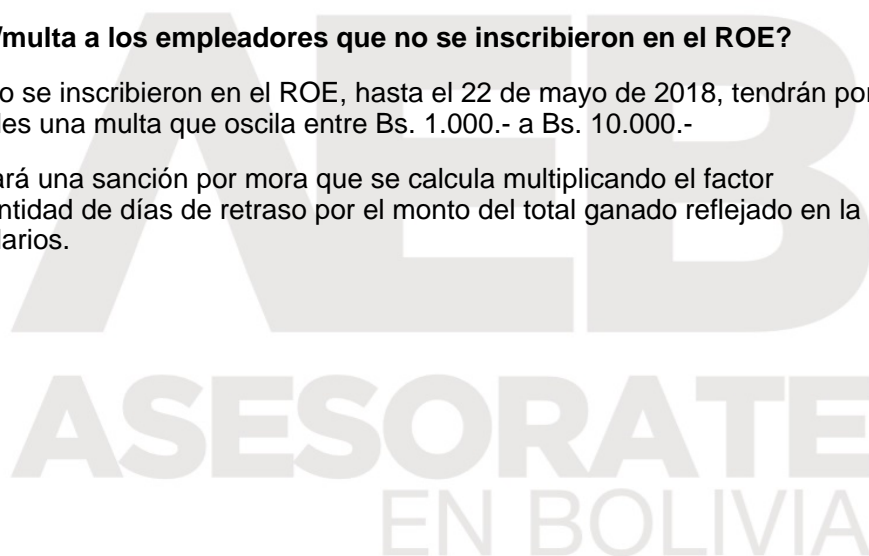 /multa a los empleadores que no se inscribieron en el ROE?
o se inscribieron en el ROE, hasta el 22 de mayo de 2018, tendrán por
les una multa que oscila entre Bs. 1.000.- a Bs. 10.000.-
ará una sanción por mora que se calcula multiplicando el factor
ntidad de días de retraso por el monto del total ganado reflejado en la
larios.
AEB
ASESORATE
EN BOLIVIA